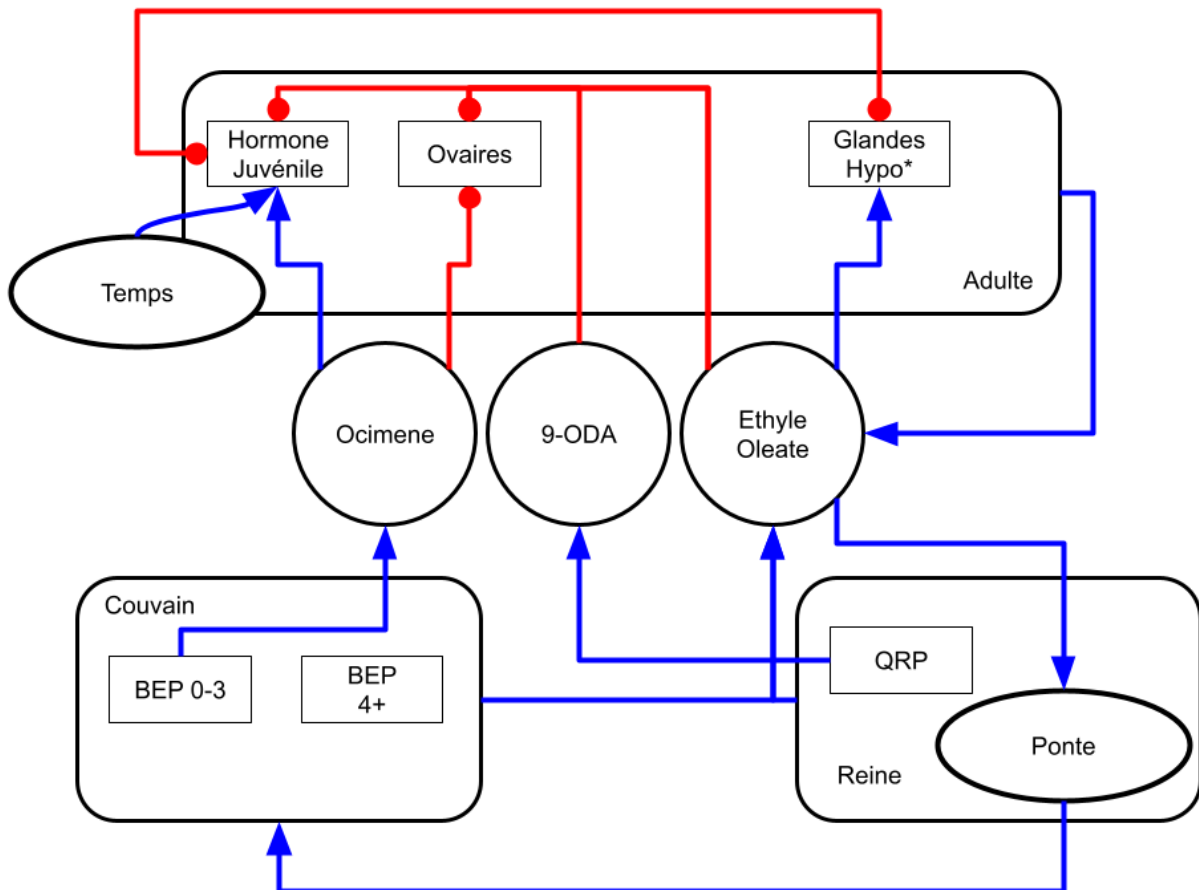 Hormone
Juvénile
Ovaires
Glandes
Hypo*
Temps
Adulte
Ocimene
9-ODA
Ethyle
Oleate
Couvain
BEP 0-3
BEP
4+
QRP
Ponte
Reine